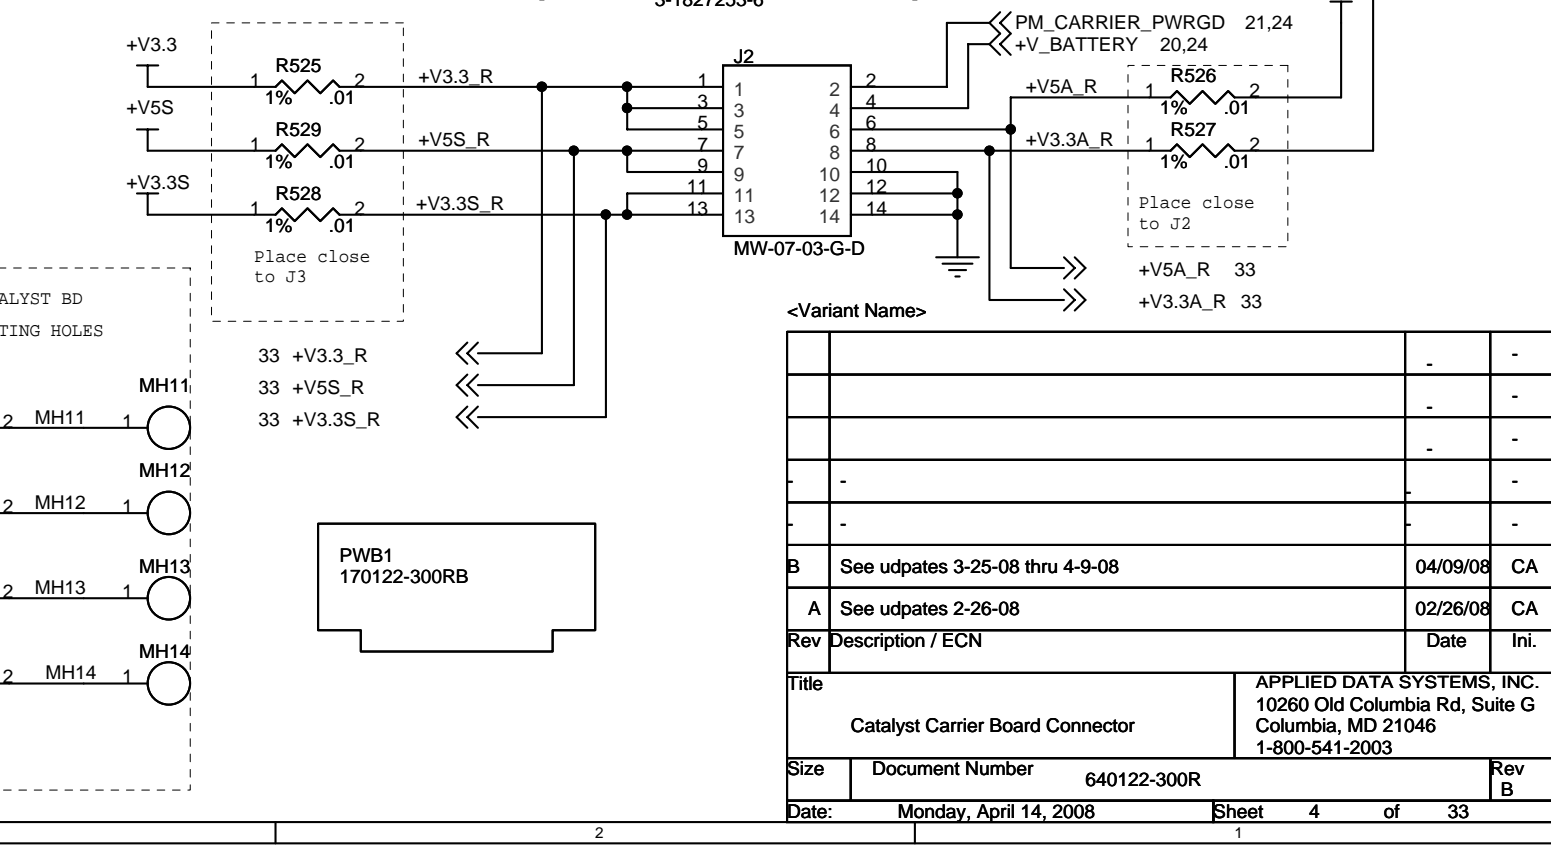 3-1827253-6
+V3.3
R525
1 2
1% .01
+V3.3_R
+V5S
R529
1 2
1% .01
+V5S_R
+V3.3S
R528
1 2
1% .01
+V3.3S_R
Place close
to J3
J2
1 1 2 2
3 3 4 4
5 5 6 6
7 7 8 8
9 9 10 10
11 11 12 12
13 13 14 14
MW-07-03-G-D
PM_CARRIER_PWRGD 21,24
+V_BATTERY 20,24
+V5A_R
R526
1 2
1% .01
+V3.3A_R
R527
1 2
1% .01
Place close
to J2
+V5A_R 33
+V3.3A_R 33
33 +V3.3_R
33 +V5S_R
33 +V3.3S_R
ALYST BD
TING HOLES
MH11
2 MH11 1
MH12
2 MH12 1
MH13
2 MH13 1
MH14
2 MH14 1
PWB1
170122-300RB
<Variant Name>
- -
- -
- -
- - - -
- - - -
B See udpates 3-25-08 thru 4-9-08 04/09/08 CA
A See udpates 2-26-08 02/26/08 CA
Rev Description / ECN Date Ini.
Title
Catalyst Carrier Board Connector
APPLIED DATA SYSTEMS, INC.
10260 Old Columbia Rd, Suite G
Columbia, MD 21046
1-800-541-2003
Size Document Number Rev
640122-300R B
Date: Monday, April 14, 2008 Sheet 4 of 33
2 1